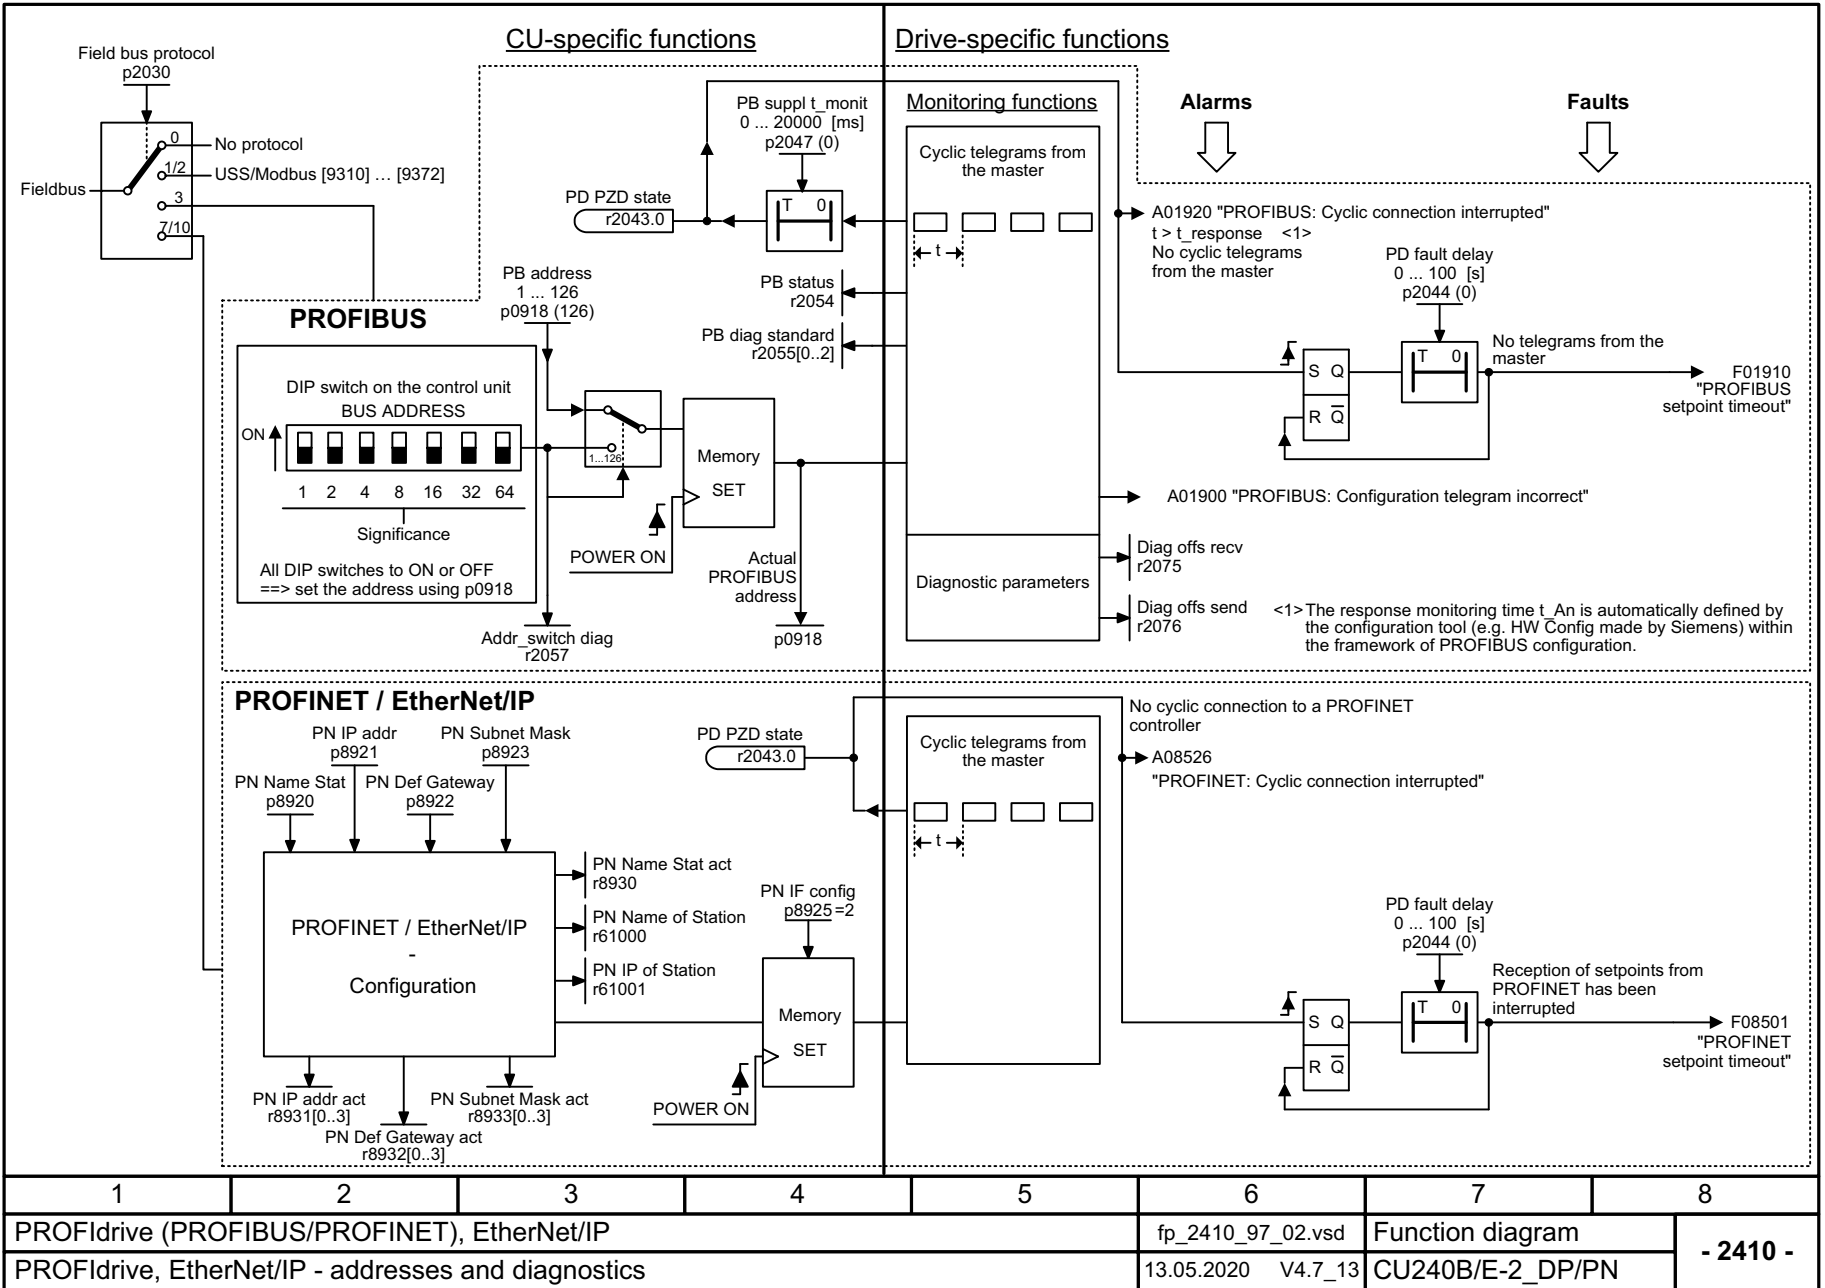 CU-specific functions
Drive-specific functions
Field bus protocol
p2030
0
No protocol
1/2
USS/Modbus [9310] … [9372]
Fieldbus
3
7/10
PB suppl t_monit
0 ... 20000 [ms]
p2047 (0)
T 0
PD PZD state
r2043.0
Monitoring functions
Cyclic telegrams from
the master
t
Alarms
Faults
A01920 "PROFIBUS: Cyclic connection interrupted"
t > t_response <1>
No cyclic telegrams
from the master
PD fault delay
0 ... 100 [s]
p2044 (0)
PB address
1 ... 126
p0918 (126)
PB status
r2054
PB diag standard
r2055[0..2]
PROFIBUS
DIP switch on the control unit
BUS ADDRESS
ON
1 2 4 8 16 32 64
Significance
All DIP switches to ON or OFF
==> set the address using p0918
1...126
Memory
SET
POWER ON
Actual
PROFIBUS
address
p0918
Addr_switch diag
r2057
S Q
R Q
T 0
No telegrams from the
master
F01910
"PROFIBUS
setpoint timeout"
A01900 "PROFIBUS: Configuration telegram incorrect"
Diagnostic parameters
Diag offs recv
r2075
Diag offs send
r2076
<1> The response monitoring time t_An is automatically defined by
the configuration tool (e.g. HW Config made by Siemens) within
the framework of PROFIBUS configuration.
PROFINET / EtherNet/IP
PN IP addr
p8921
PN Subnet Mask
p8923
PN Name Stat
p8920
PN Def Gateway
p8922
PROFINET / EtherNet/IP
-
Configuration
PN Name Stat act
r8930
PN Name of Station
r61000
PN IP of Station
r61001
PN IP addr act
r8931[0..3]
PN Subnet Mask act
r8933[0..3]
PN Def Gateway act
r8932[0..3]
PD PZD state
r2043.0
PN IF config
p8925 =2
Memory
SET
POWER ON
Cyclic telegrams from
the master
t
No cyclic connection to a PROFINET
controller
A08526
"PROFINET: Cyclic connection interrupted"
PD fault delay
0 ... 100 [s]
p2044 (0)
S Q
R Q
T 0
Reception of setpoints from
PROFINET has been
interrupted
F08501
"PROFINET
setpoint timeout"
1 2 3 4 5 6 7 8
PROFIdrive (PROFIBUS/PROFINET), EtherNet/IP
fp_2410_97_02.vsd
Function diagram
- 2410 -
PROFIdrive, EtherNet/IP - addresses and diagnostics
13.05.2020 V4.7_13
CU240B/E-2_DP/PN